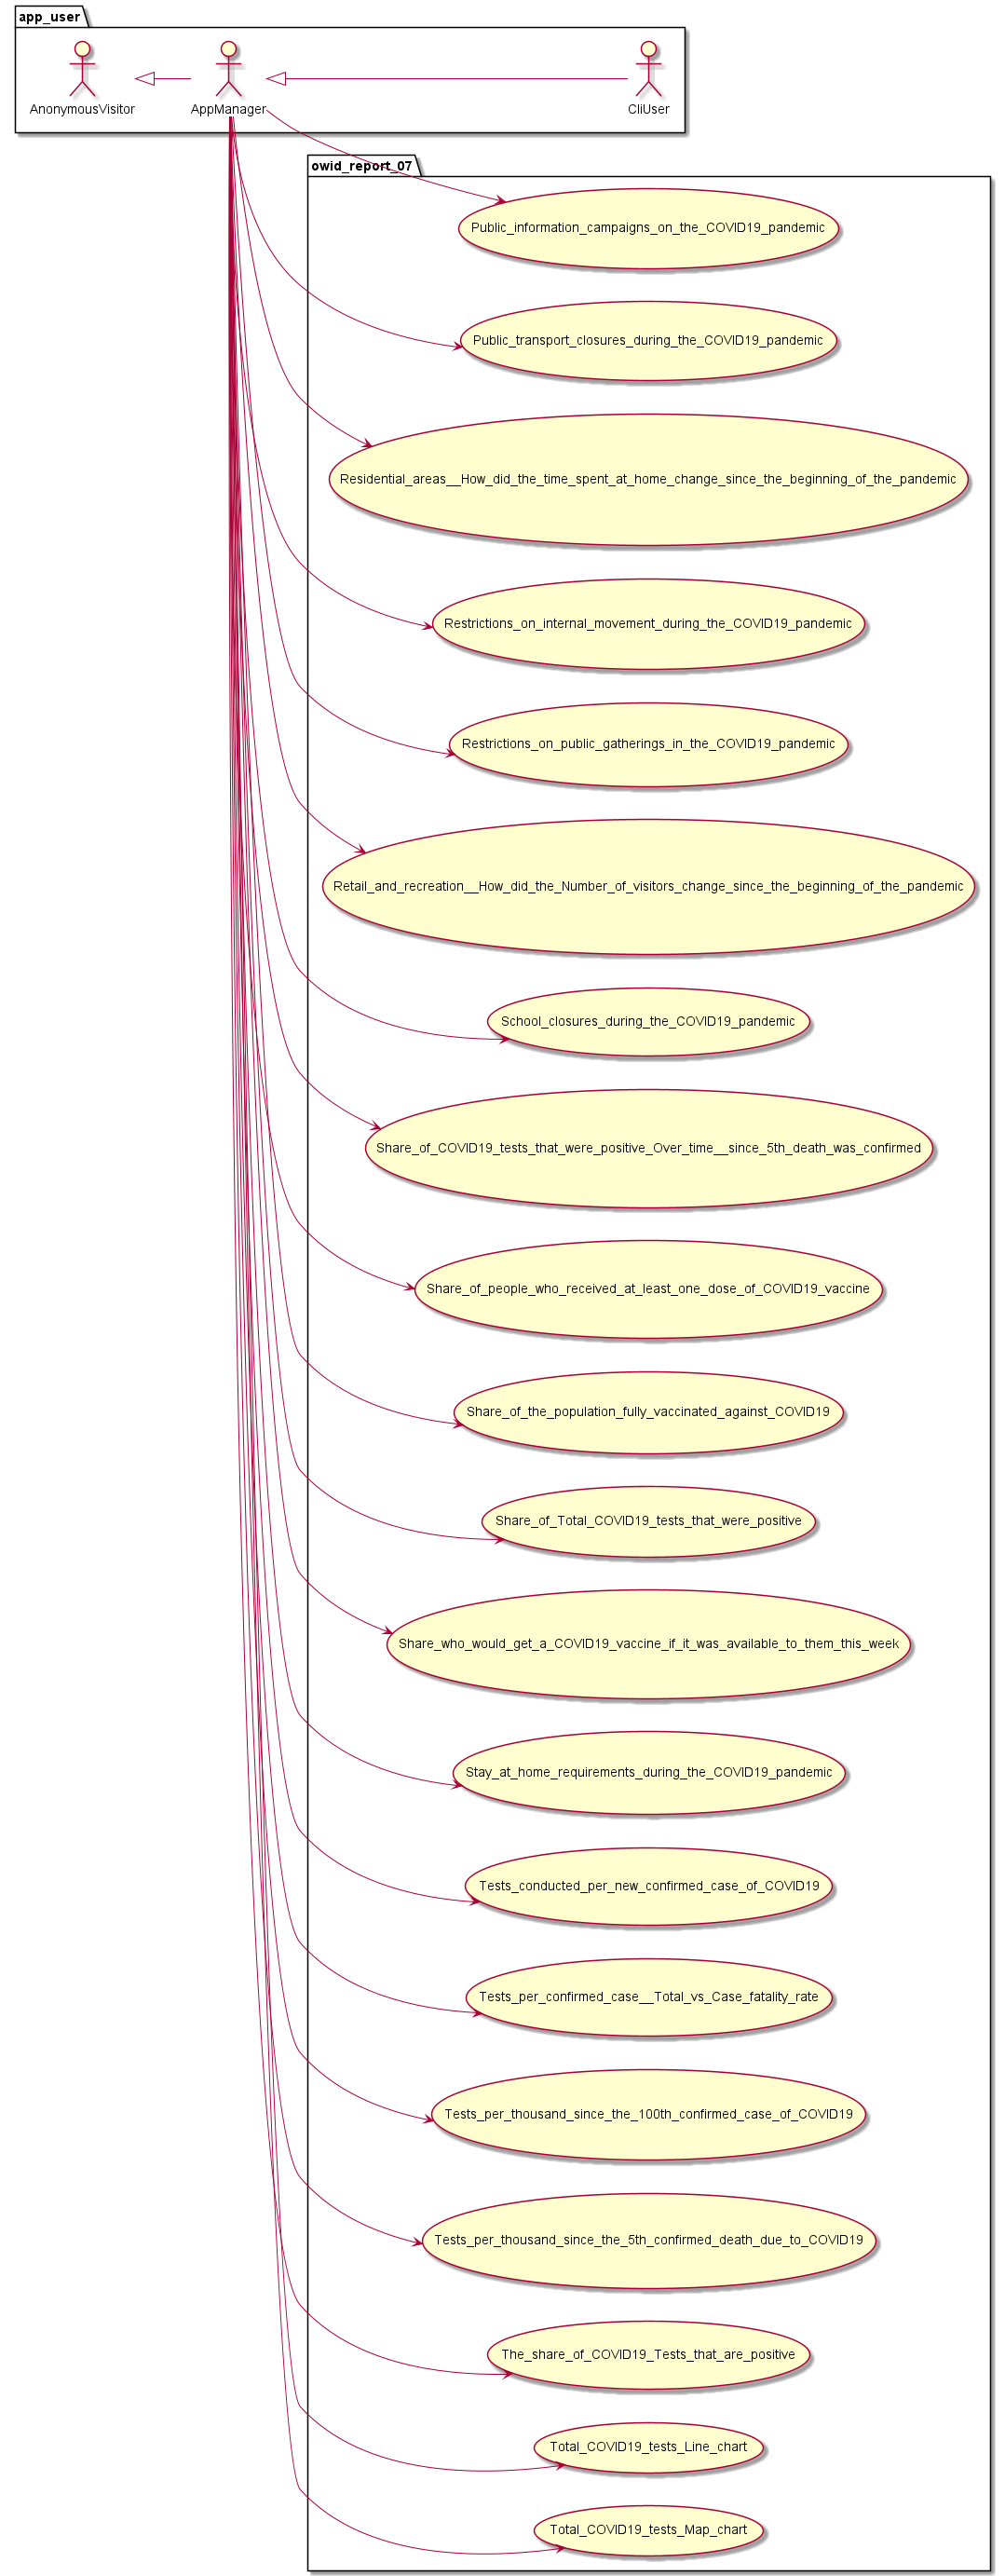 app_user
AnonymousVisitor
AppManager
CliUser
owid_report_07
Public_information_campaigns_on_the_COVID19_pandemic
Public_transport_closures_during_the_COVID19_pandemic
Residential_areas__How_did_the_time_spent_at_home_change_since_the_beginning_of_the_pandemic
Restrictions_on_internal_movement_during_the_COVID19_pandemic
Restrictions_on_public_gatherings_in_the_COVID19_pandemic
Retail_and_recreation__How_did_the_Number_of_visitors_change_since_the_beginning_of_the_pandemic
School_closures_during_the_COVID19_pandemic
Share_of_COVID19_tests_that_were_positive_Over_time__since_5th_death_was_confirmed
Share_of_people_who_received_at_least_one_dose_of_COVID19_vaccine
Share_of_the_population_fully_vaccinated_against_COVID19
Share_of_Total_COVID19_tests_that_were_positive
Share_who_would_get_a_COVID19_vaccine_if_it_was_available_to_them_this_week
Stay_at_home_requirements_during_the_COVID19_pandemic
Tests_conducted_per_new_confirmed_case_of_COVID19
Tests_per_confirmed_case__Total_vs_Case_fatality_rate
Tests_per_thousand_since_the_100th_confirmed_case_of_COVID19
Tests_per_thousand_since_the_5th_confirmed_death_due_to_COVID19
The_share_of_COVID19_Tests_that_are_positive
Total_COVID19_tests_Line_chart
Total_COVID19_tests_Map_chart